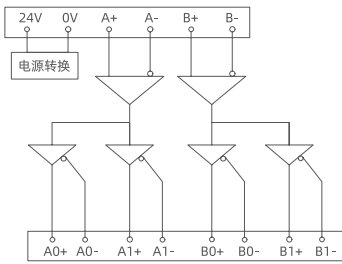 24V 0V A+ A- B+ B-
电源转换
A0+ A0- A1+ A1- B0+ B0- B1+ B1-